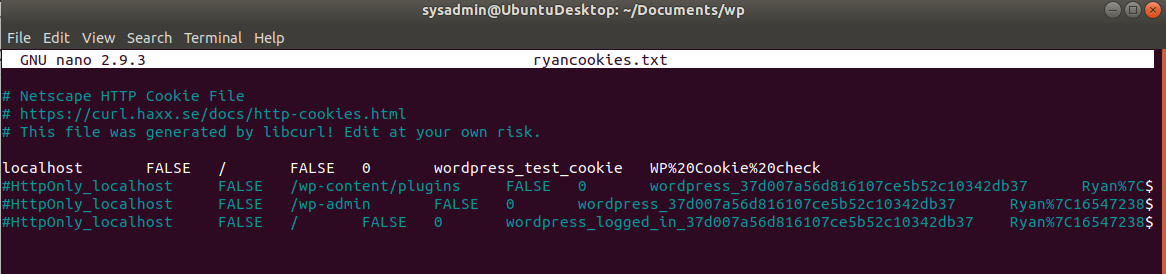 sysadmin@UbuntuDesktop: ~/Documents/wp
File Edit View Search Terminal Help
GNU nano 2.9.3 ryancookies.txt
# Netscape HTTP Cookie File
# https://curl.haxx.se/docs/http-cookies.html
# This file was generated by libcurl! Edit at your own risk.
localhost FALSE / FALSE 0 wordpress_test_cookie WP%20Cookie%20check
#HttpOnly_localhost FALSE /wp-content/plugins FALSE 0 wordpress_37d007a56d816107ce5b52c10342db37 Ryan%7C$
#HttpOnly_localhost FALSE /wp-admin FALSE 0 wordpress_37d007a56d816107ce5b52c10342db37 Ryan%7C16547238$
#HttpOnly_localhost FALSE / FALSE 0 wordpress_logged_in_37d007a56d816107ce5b52c10342db37 Ryan%7C16547238$